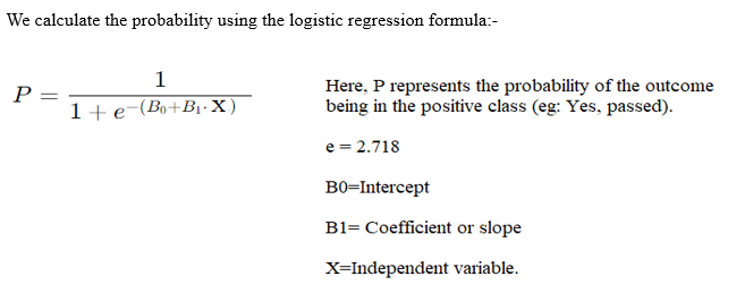 We calculate the probability using the logistic regression formula:-
P = 1 / (1 + e^−(B₀+B₁·X))
Here, P represents the probability of the outcome
being in the positive class (eg: Yes, passed).
e = 2.718
B0=Intercept
B1= Coefficient or slope
X=Independent variable.